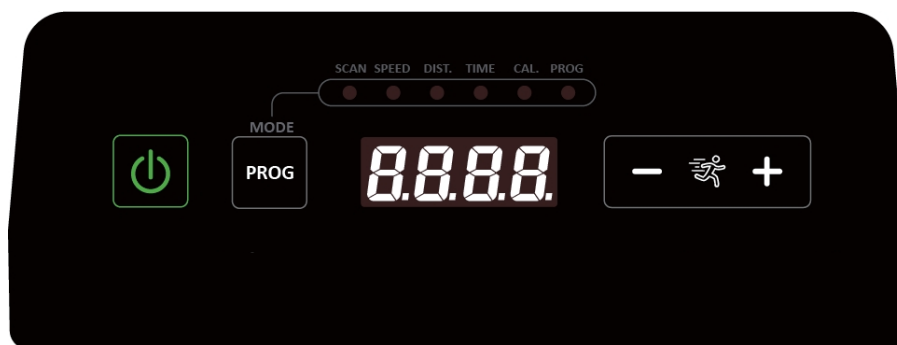 SCAN SPEED DIST. TIME CAL. PROG
MODE
PROG
8.8.8.8.